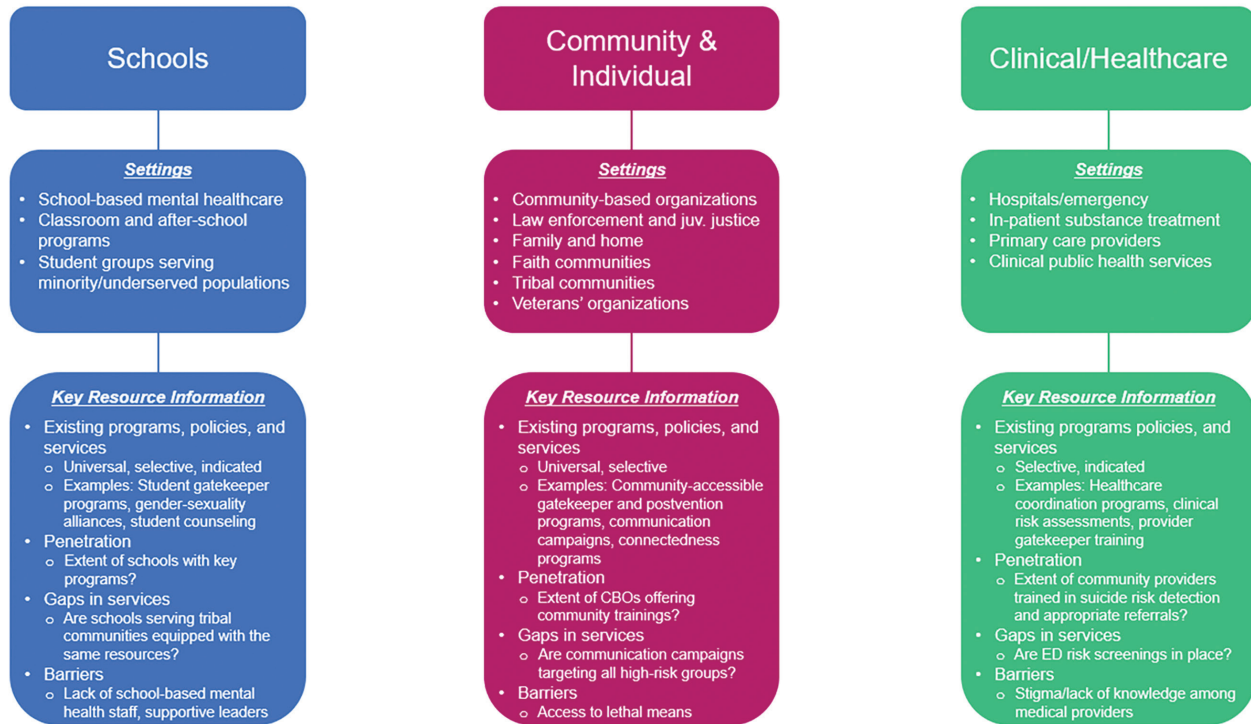 Schools
Settings
• School-based mental healthcare
• Classroom and after-school
programs
• Student groups serving
minority/underserved populations
Key Resource Information
• Existing programs, policies, and
services
o Universal, selective, indicated
o Examples: Student gatekeeper
programs, gender-sexuality
alliances, student counseling
• Penetration
o Extent of schools with key
programs?
• Gaps in services
o Are schools serving tribal
communities equipped with the
same resources?
• Barriers
o Lack of school-based mental
health staff, supportive leaders
Community &
Individual
Settings
• Community-based organizations
• Law enforcement and juv. justice
• Family and home
• Faith communities
• Tribal communities
• Veterans' organizations
Key Resource Information
• Existing programs, policies, and
services
o Universal, selective
o Examples: Community-accessible
gatekeeper and postvention
programs, communication
campaigns, connectedness
programs
• Penetration
o Extent of CBOs offering
community trainings?
• Gaps in services
o Are communication campaigns
targeting all high-risk groups?
• Barriers
o Access to lethal means
Clinical/Healthcare
Settings
• Hospitals/emergency
• In-patient substance treatment
• Primary care providers
• Clinical public health services
Key Resource Information
• Existing programs policies, and
services
o Selective, indicated
o Examples: Healthcare
coordination programs, clinical
risk assessments, provider
gatekeeper training
• Penetration
o Extent of community providers
trained in suicide risk detection
and appropriate referrals?
• Gaps in services
o Are ED risk screenings in place?
• Barriers
o Stigma/lack of knowledge among
medical providers